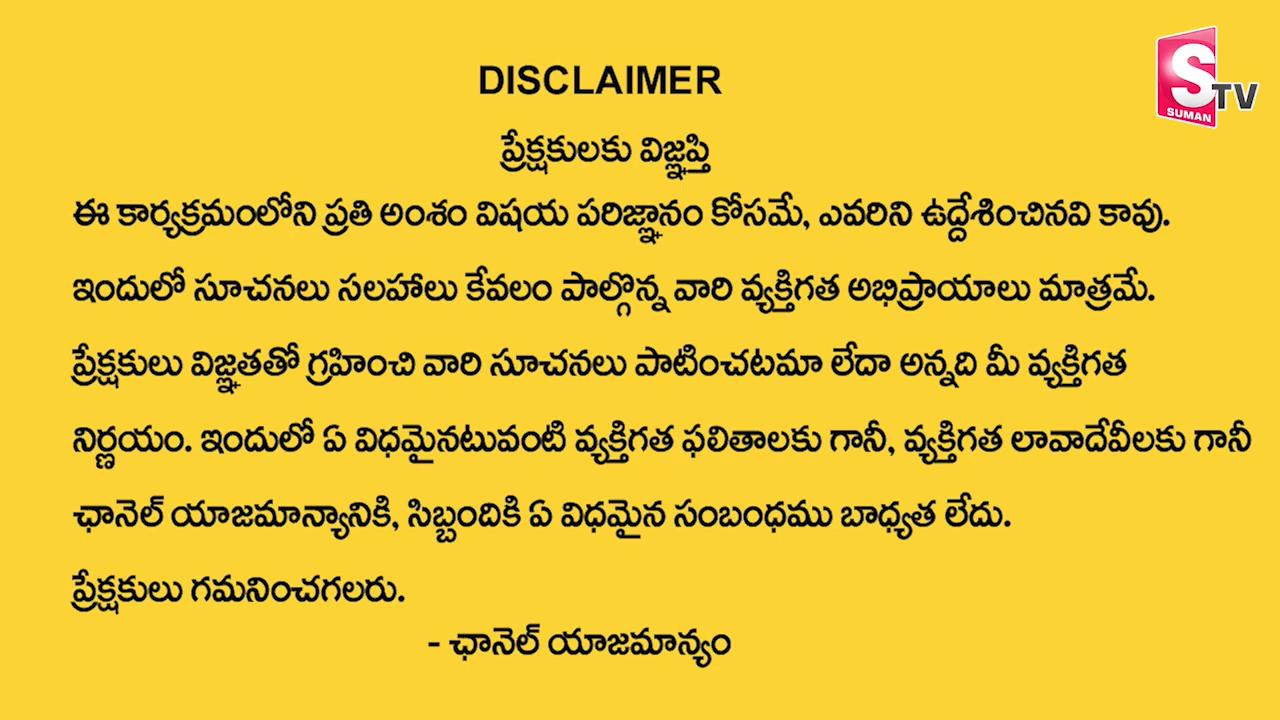 DISCLAIMER
S
TV
SUMAN
ప్రేక్షకులకు విజ్ఞప్తి
ఈ కార్యక్రమంలోని ప్రతి అంశం విషయ పరిజ్ఞానం కోసమే, ఎవరిని ఉద్దేశించినవి కావు.
ఇందులో సూచనలు సలహాలు కేవలం పాల్గొన్న వారి వ్యక్తిగత అభిప్రాయాలు మాత్రమే.
ప్రేక్షకులు విజ్ఞతతో గ్రహించి వారి సూచనలు పాటించటమా లేదా అన్నది మీ వ్యక్తిగత
నిర్ణయం. ఇందులో ఏ విధమైనటువంటి వ్యక్తిగత ఫలితాలకు గానీ, వ్యక్తిగత లావాదేవీలకు గానీ
ఛానెల్ యాజమాన్యానికి, సిబ్బందికి ఏ విధమైన సంబంధము బాధ్యత లేదు.
ప్రేక్షకులు గమనించగలరు.
- ఛానెల్ యాజమాన్యం